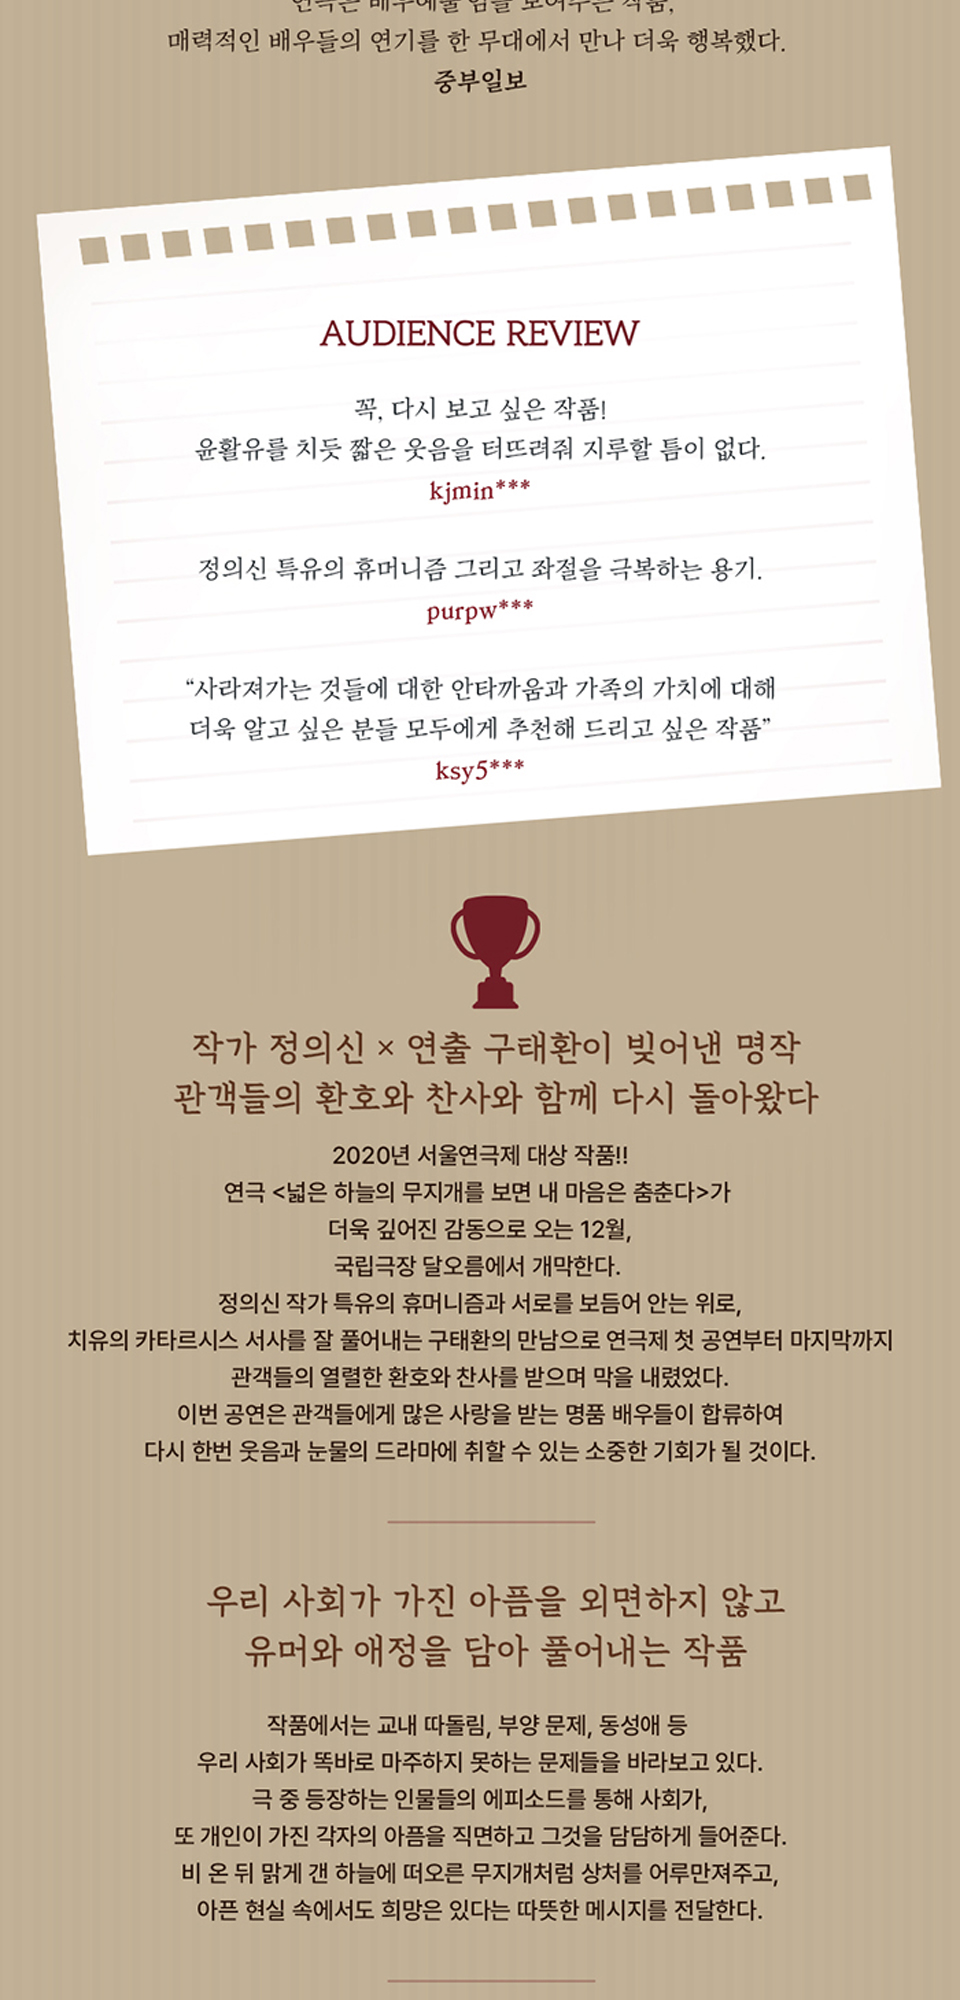 연극은 배우예술임을 보여주는 작품,
매력적인 배우들의 연기를 한 무대에서 만나 더욱 행복했다.
중부일보
AUDIENCE REVIEW
꼭, 다시 보고 싶은 작품!
윤활유를 치듯 짧은 웃음을 터뜨려줘 지루할 틈이 없다.
kjmin***
정의신 특유의 휴머니즘 그리고 좌절을 극복하는 용기.
purpw***
“사라져가는 것들에 대한 안타까움과 가족의 가치에 대해
더욱 알고 싶은 분들 모두에게 추천해 드리고 싶은 작품”
ksy5***
작가 정의신 × 연출 구태환이 빚어낸 명작
관객들의 환호와 찬사와 함께 다시 돌아왔다
2020년 서울연극제 대상 작품!!
연극 <넓은 하늘의 무지개를 보면 내 마음은 춤춘다>가
더욱 깊어진 감동으로 오는 12월,
국립극장 달오름에서 개막한다.
정의신 작가 특유의 휴머니즘과 서로를 보듬어 안는 위로,
치유의 카타르시스 서사를 잘 풀어내는 구태환의 만남으로 연극제 첫 공연부터 마지막까지
관객들의 열렬한 환호와 찬사를 받으며 막을 내렸었다.
이번 공연은 관객들에게 많은 사랑을 받는 명품 배우들이 합류하여
다시 한번 웃음과 눈물의 드라마에 취할 수 있는 소중한 기회가 될 것이다.
우리 사회가 가진 아픔을 외면하지 않고
유머와 애정을 담아 풀어내는 작품
작품에서는 교내 따돌림, 부양 문제, 동성애 등
우리 사회가 똑바로 마주하지 못하는 문제들을 바라보고 있다.
극 중 등장하는 인물들의 에피소드를 통해 사회가,
또 개인이 가진 각자의 아픔을 직면하고 그것을 담담하게 들어준다.
비 온 뒤 맑게 갠 하늘에 떠오른 무지개처럼 상처를 어루만져주고,
아픈 현실 속에서도 희망은 있다는 따뜻한 메시지를 전달한다.